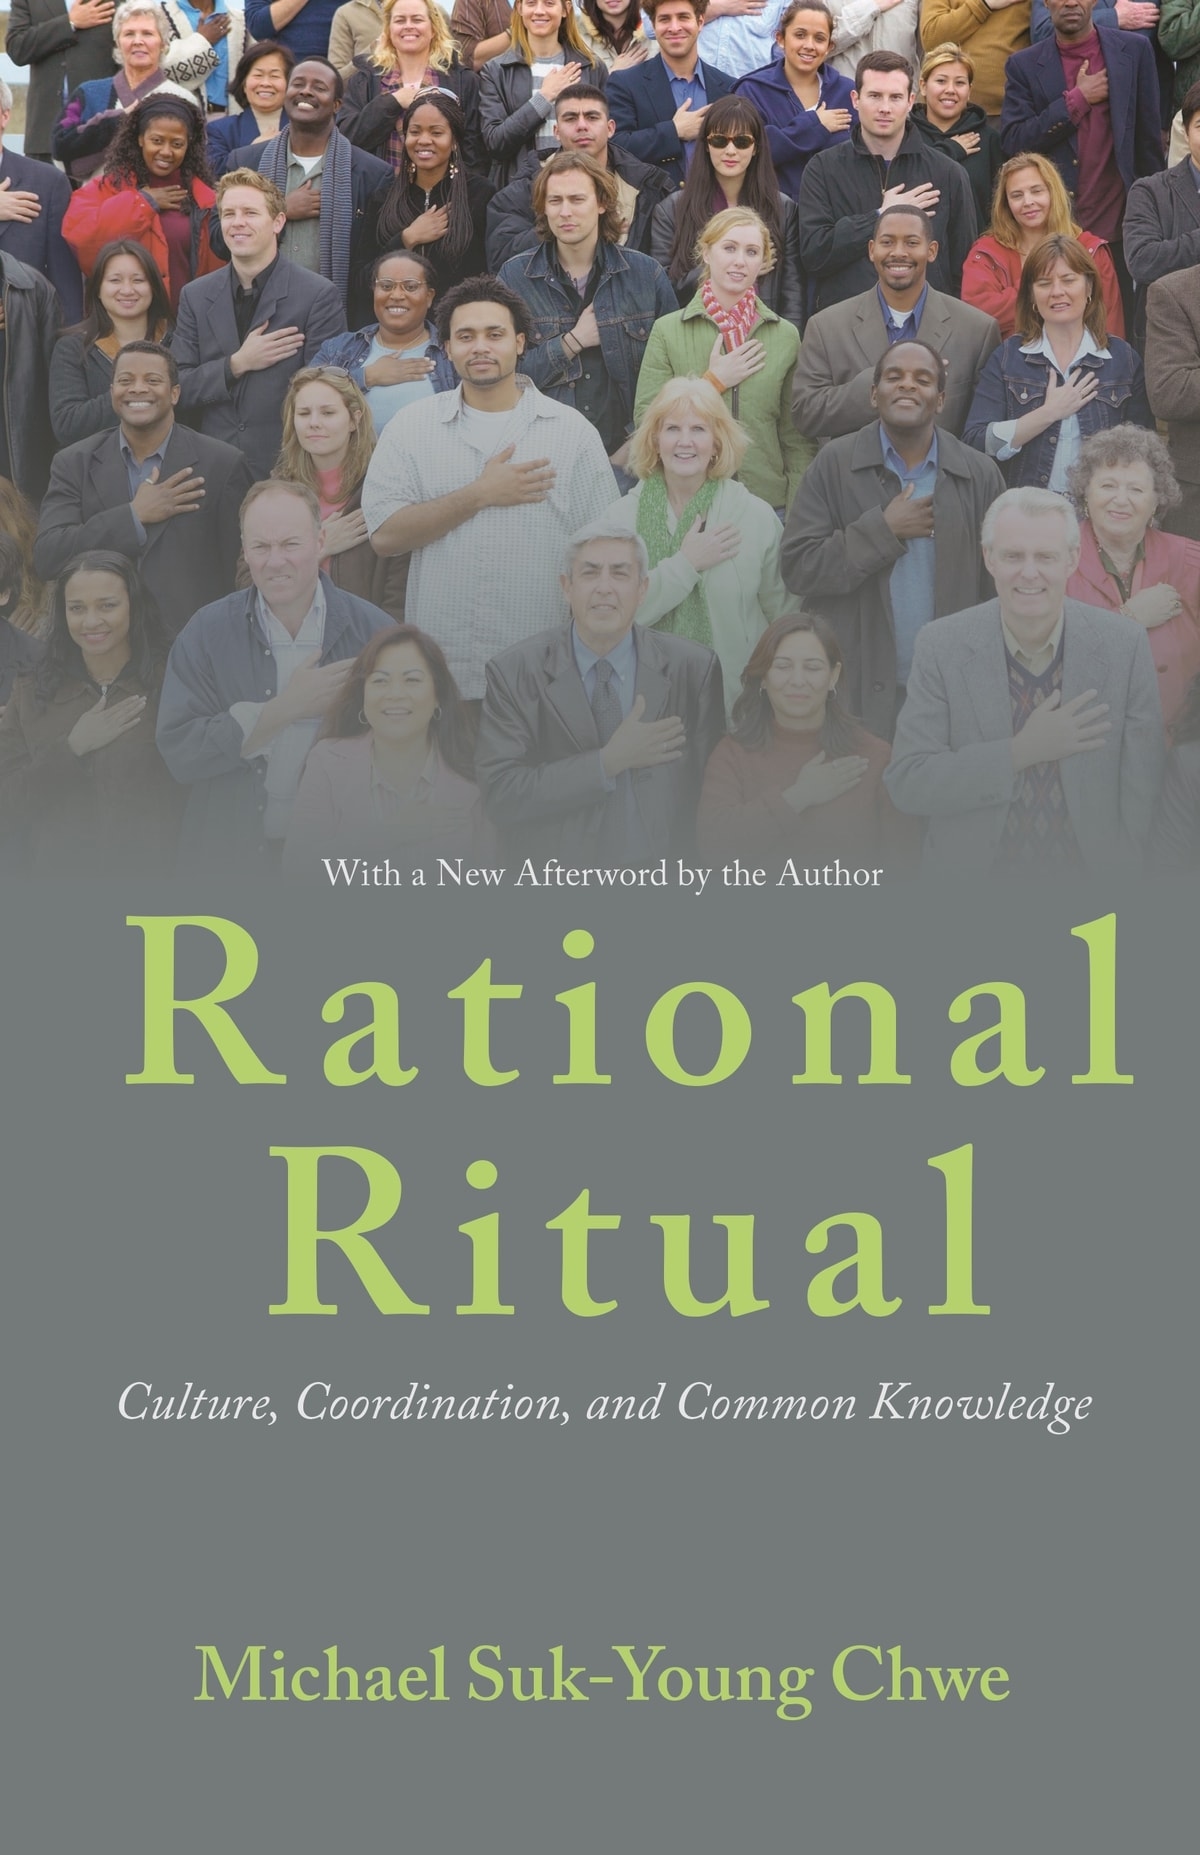 With a New Afterword by the Author
Rational
Ritual
Culture, Coordination, and Common Knowledge
Michael Suk-Young Chwe